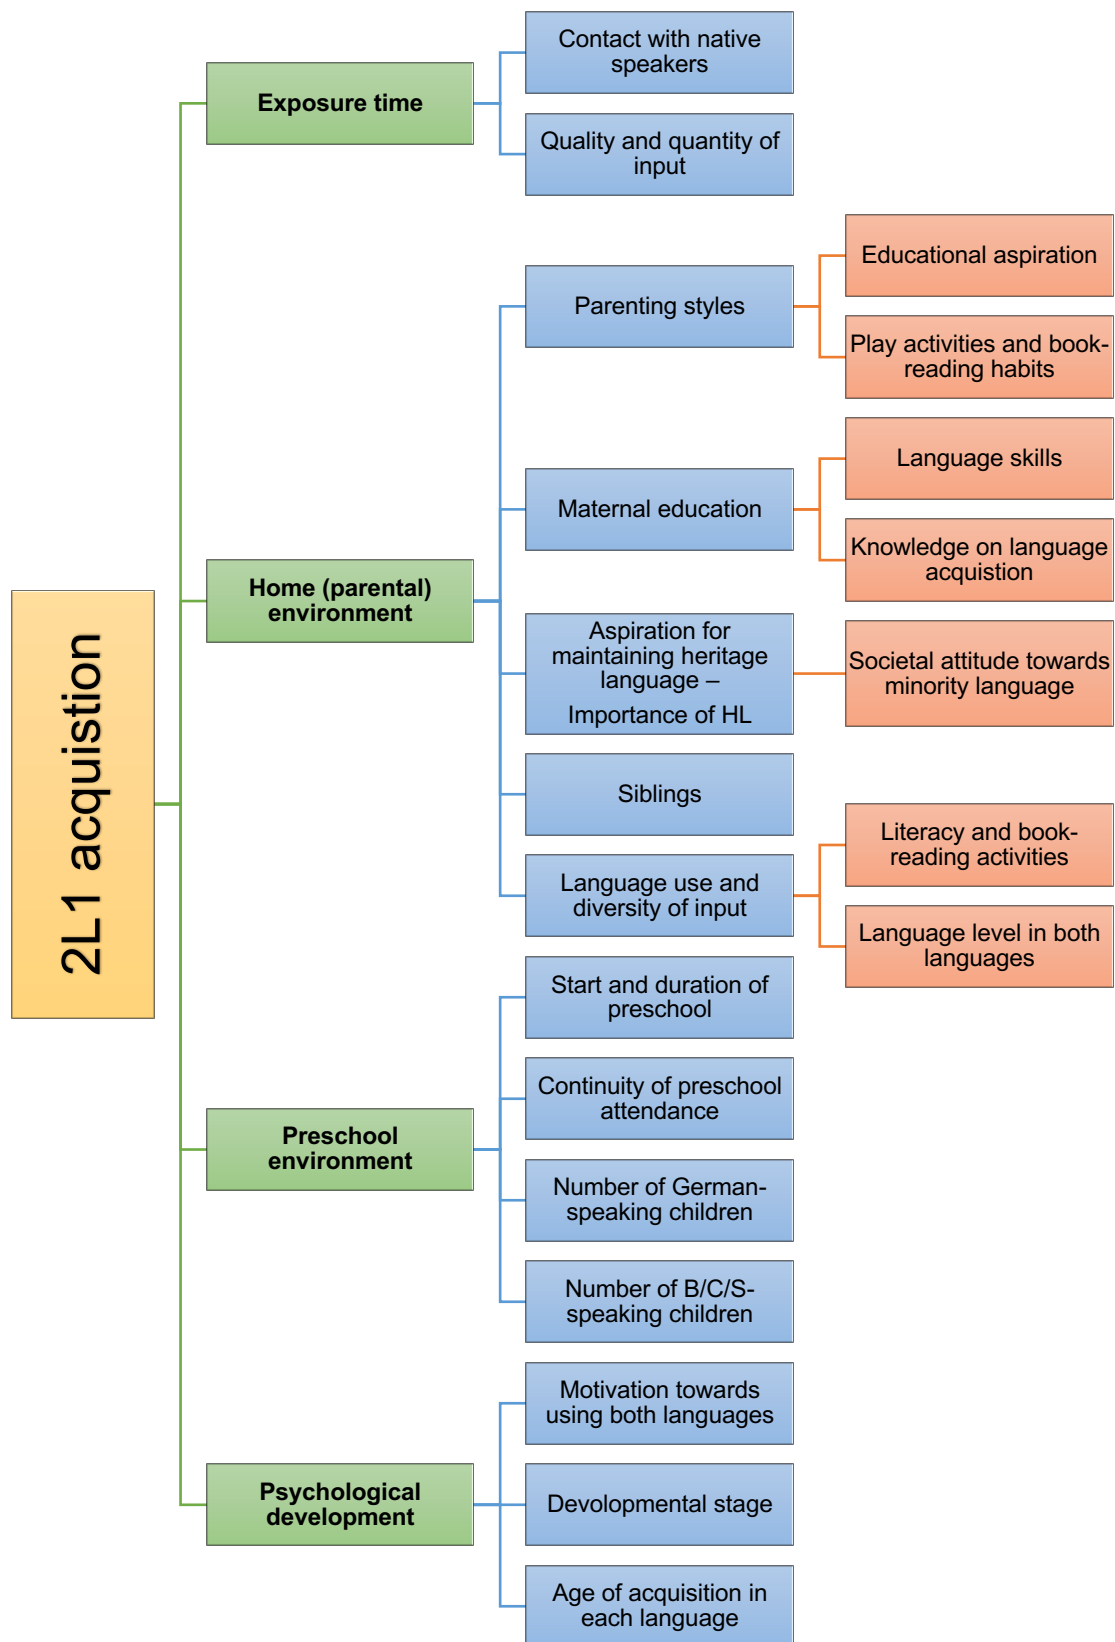 2L1 acquistion
Exposure time
Contact with native
speakers
Quality and quantity of
input
Home (parental)
environment
Parenting styles
Educational aspiration
Play activities and book-
reading habits
Maternal education
Language skills
Knowledge on language
acquistion
Aspiration for
maintaining heritage
language –
Importance of HL
Societal attitude towards
minority language
Siblings
Language use and
diversity of input
Literacy and book-
reading activities
Language level in both
languages
Preschool
environment
Start and duration of
preschool
Continuity of preschool
attendance
Number of German-
speaking children
Number of B/C/S-
speaking children
Psychological
development
Motivation towards
using both languages
Devolopmental stage
Age of acquisition in
each language